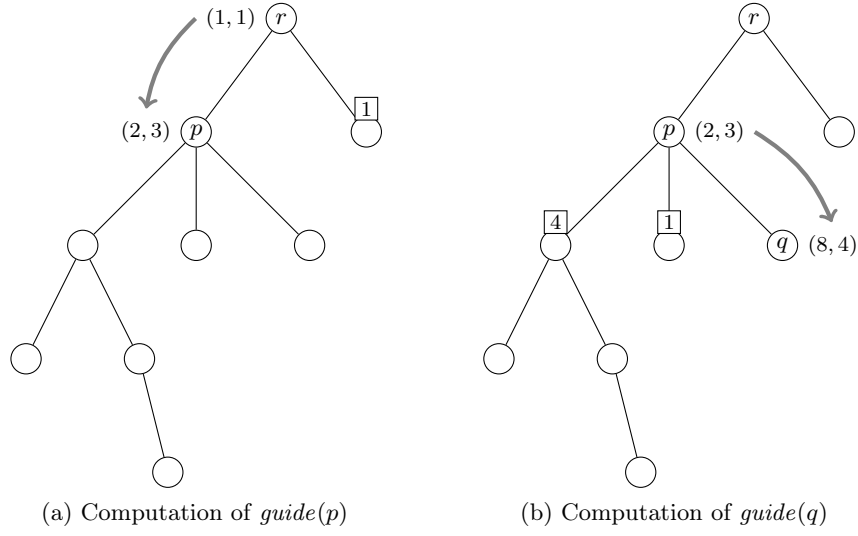 (1, 1) r
1
(2, 3) p
(a) Computation of guide(p)
r
p (2, 3)
4 1
q (8, 4)
(b) Computation of guide(q)